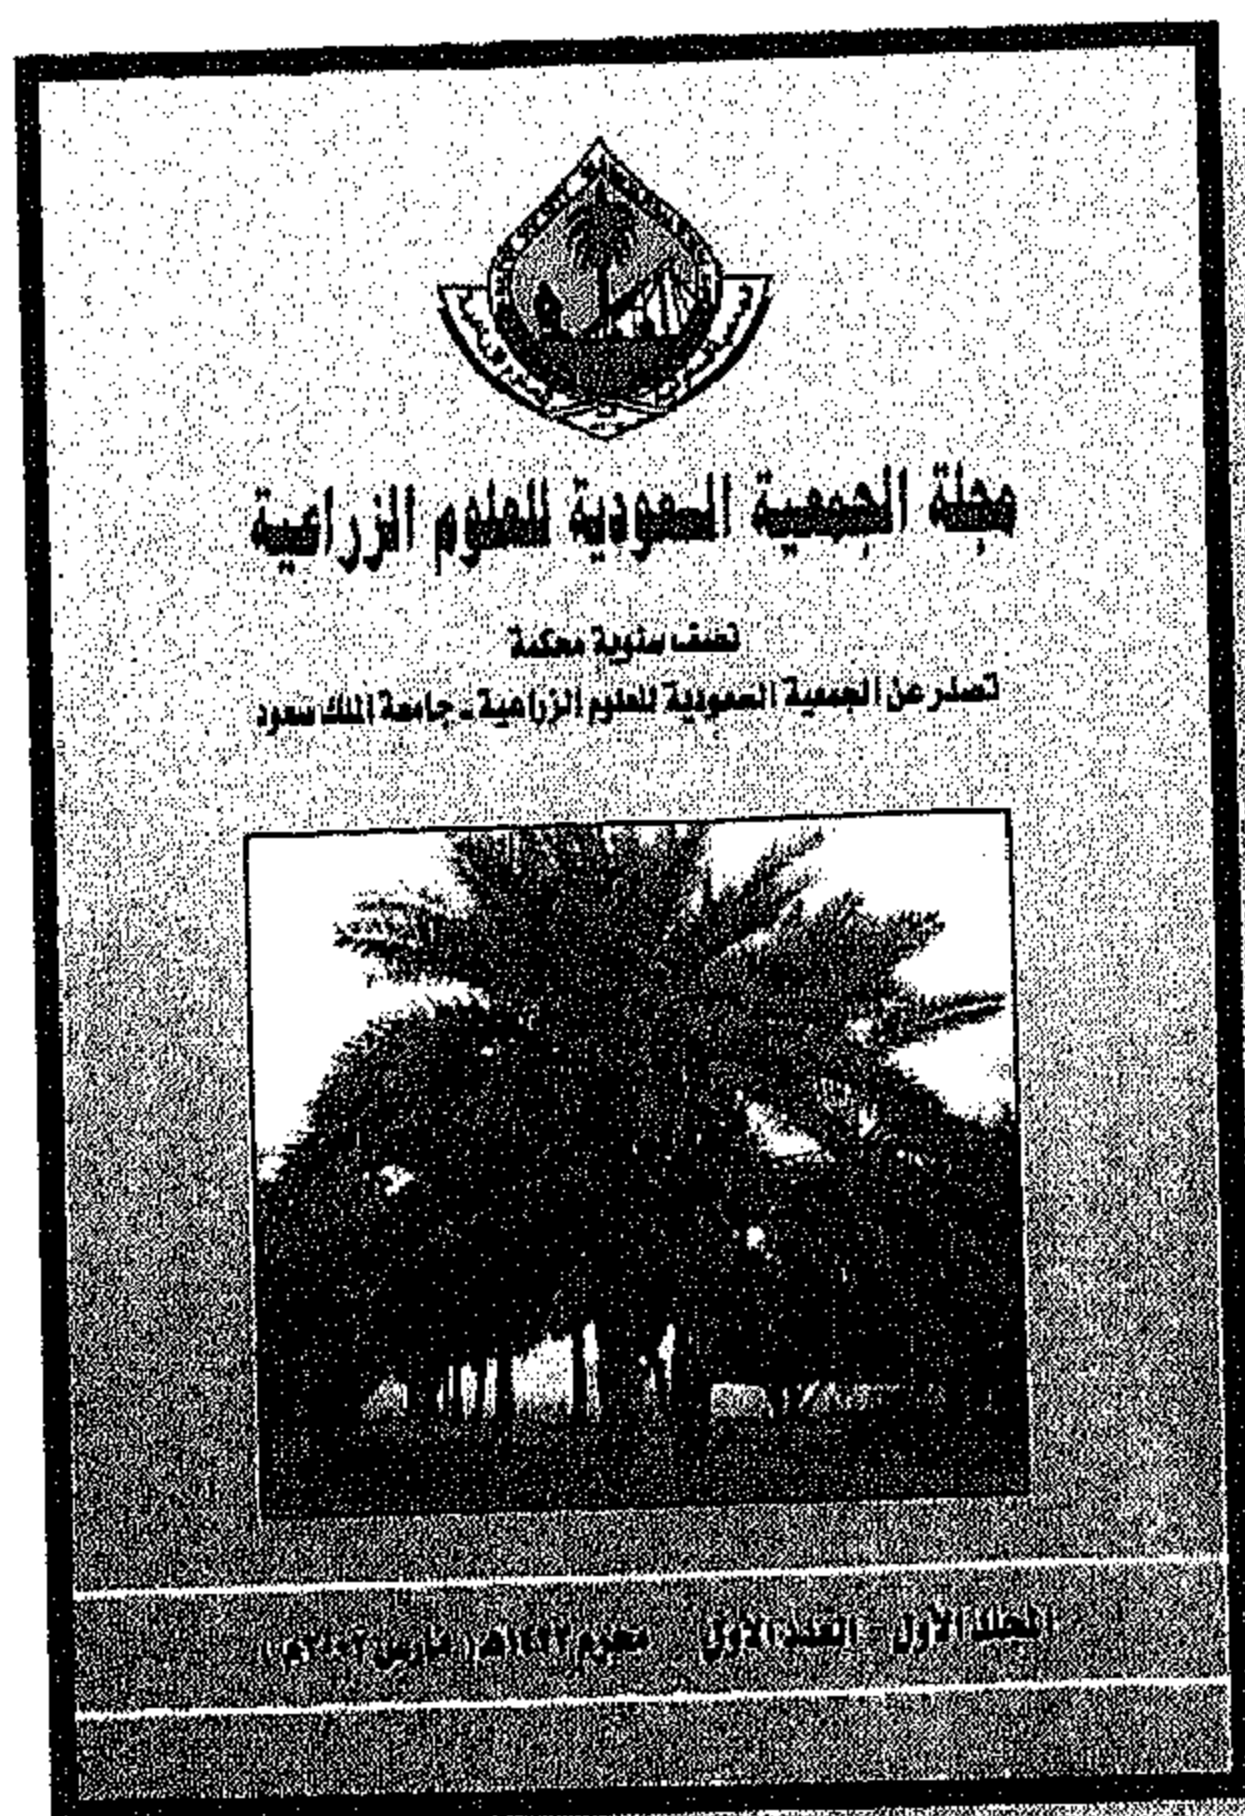 مجلة الجمعية السعودية للعلوم الزراعية
نصف سنوية محكمة
تصدر عن الجمعية السعودية للعلوم الزراعية - جامعة الملك سعود
المجلد الأول - العدد الأول محرم